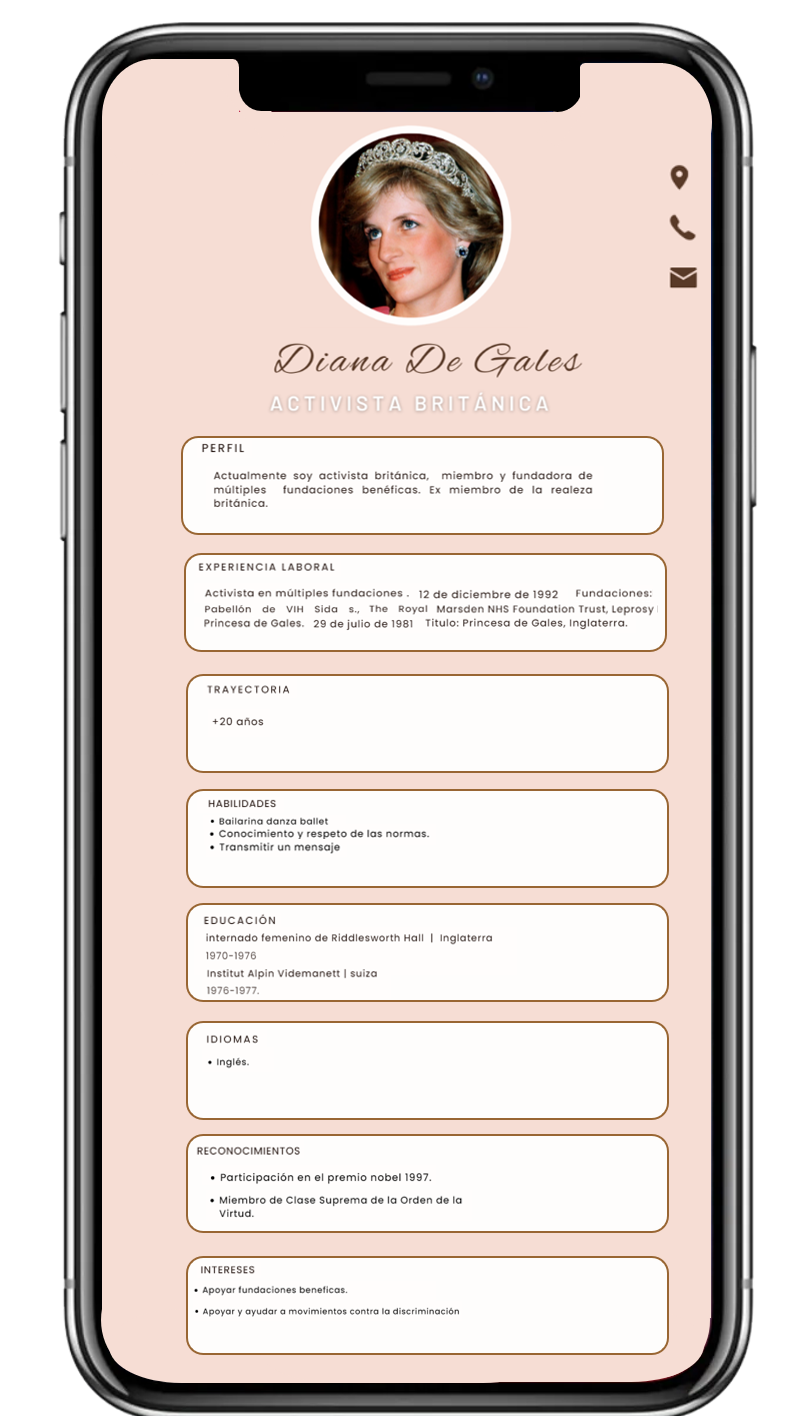 Diana De Gales
ACTIVISTA BRITÁNICA
PERFIL
Actualmente soy activista británica, miembro y fundadora de
múltiples fundaciones benéficas. Ex miembro de la realeza
británica.
EXPERIENCIA LABORAL
Activista en múltiples fundaciones . 12 de diciembre de 1992 Fundaciones:
Pabellón de VIH Sida s., The Royal Marsden NHS Foundation Trust, Leprosy
Princesa de Gales. 29 de julio de 1981 Titulo: Princesa de Gales, Inglaterra.
TRAYECTORIA
+20 años
HABILIDADES
• Bailarina danza ballet
• Conocimiento y respeto de las normas.
• Transmitir un mensaje
EDUCACIÓN
internado femenino de Riddlesworth Hall | Inglaterra
1970-1976
Institut Alpin Videmanett | suiza
1976-1977.
IDIOMAS
• Inglés.
RECONOCIMIENTOS
• Participación en el premio nobel 1997.
• Miembro de Clase Suprema de la Orden de la
Virtud.
INTERESES
• Apoyar fundaciones beneficas.
• Apoyar y ayudar a movimientos contra la discriminación